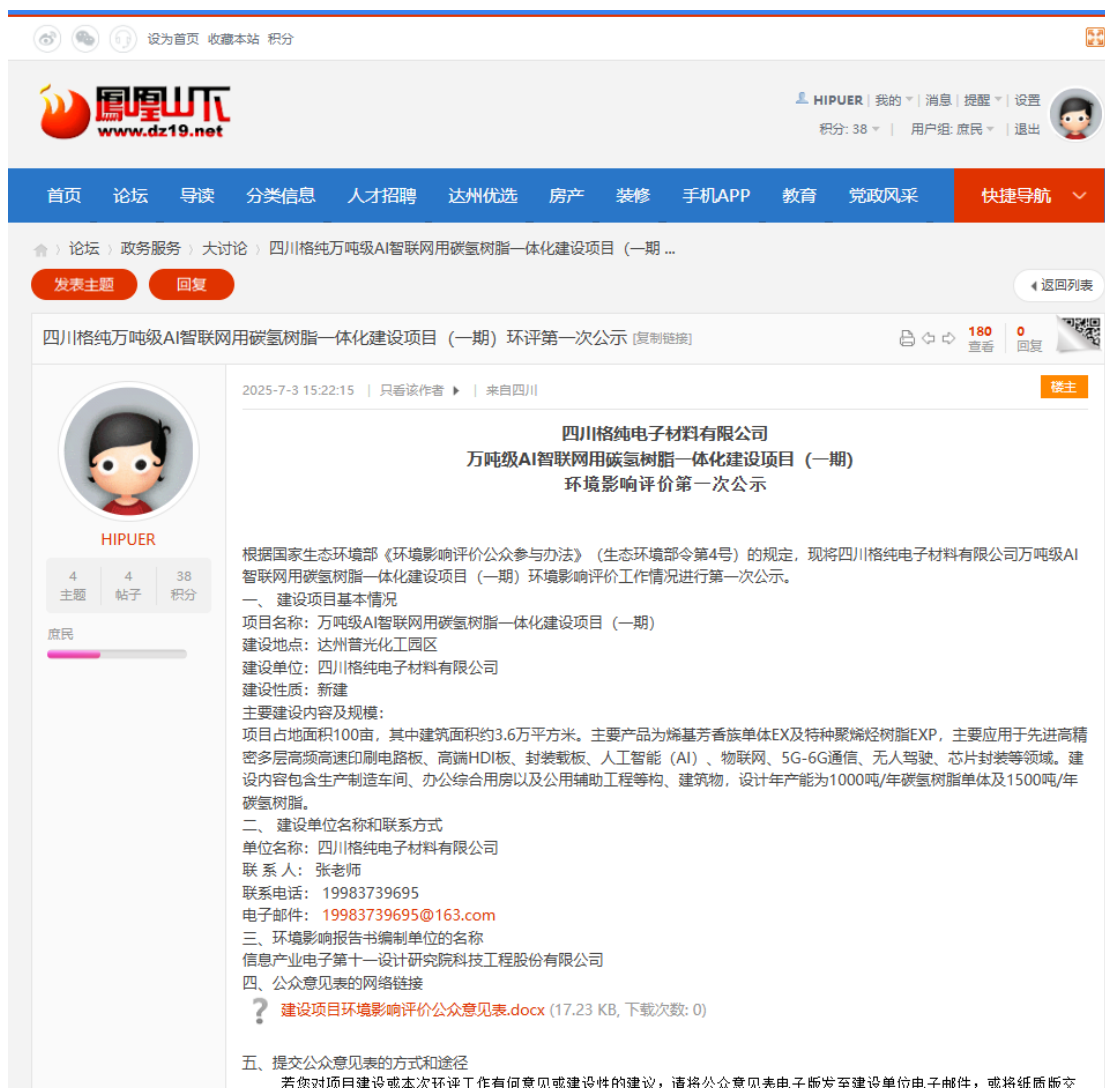 设为首页 收藏本站 积分
鳳凰山下
www.dz19.net
HIPUER 我的 消息 提醒 设置
积分: 38 用户组: 庶民 退出
首页 论坛 导读 分类信息 人才招聘 达州优选 房产 装修 手机APP 教育 党政风采 快捷导航
论坛 政务服务 大讨论 四川格纯万吨级AI智联网用碳氢树脂一体化建设项目（一期 ...
发表主题 回复 返回列表
四川格纯万吨级AI智联网用碳氢树脂一体化建设项目（一期）环评第一次公示 [复制链接]
180 查看 0 回复
2025-7-3 15:22:15 | 只看该作者 | 来自四川 楼主
HIPUER
4 主题 4 帖子 38 积分
庶民
四川格纯电子材料有限公司
万吨级AI智联网用碳氢树脂一体化建设项目（一期)
环境影响评价第一次公示
根据国家生态环境部《环境影响评价公众参与办法》（生态环境部令第4号）的规定，现将四川格纯电子材料有限公司万吨级AI
智联网用碳氢树脂一体化建设项目（一期）环境影响评价工作情况进行第一次公示。
一、 建设项目基本情况
项目名称：万吨级AI智联网用碳氢树脂一体化建设项目（一期）
建设地点：达州普光化工园区
建设单位：四川格纯电子材料有限公司
建设性质：新建
主要建设内容及规模：
项目占地面积100亩，其中建筑面积约3.6万平方米。主要产品为烯基芳香族单体EX及特种聚烯烃树脂EXP，主要应用于先进高精
密多层高频高速印刷电路板、高端HDI板、封装载板、人工智能（AI）、物联网、5G-6G通信、无人驾驶、芯片封装等领域。建
设内容包含生产制造车间、办公综合用房以及公用辅助工程等构、建筑物，设计年产能为1000吨/年碳氢树脂单体及1500吨/年
碳氢树脂。
二、 建设单位名称和联系方式
单位名称：四川格纯电子材料有限公司
联 系 人： 张老师
联系电话： 19983739695
电子邮件： 19983739695@163.com
三、环境影响报告书编制单位的名称
信息产业电子第十一设计研究院科技工程股份有限公司
四、公众意见表的网络链接
建设项目环境影响评价公众意见表.docx (17.23 KB, 下载次数: 0)
五、提交公众意见表的方式和途径
若您对项目建设或本次环评工作有何意见或建设性的建议，请将公众意见表电子版发至建设单位电子邮件，或将纸质版交